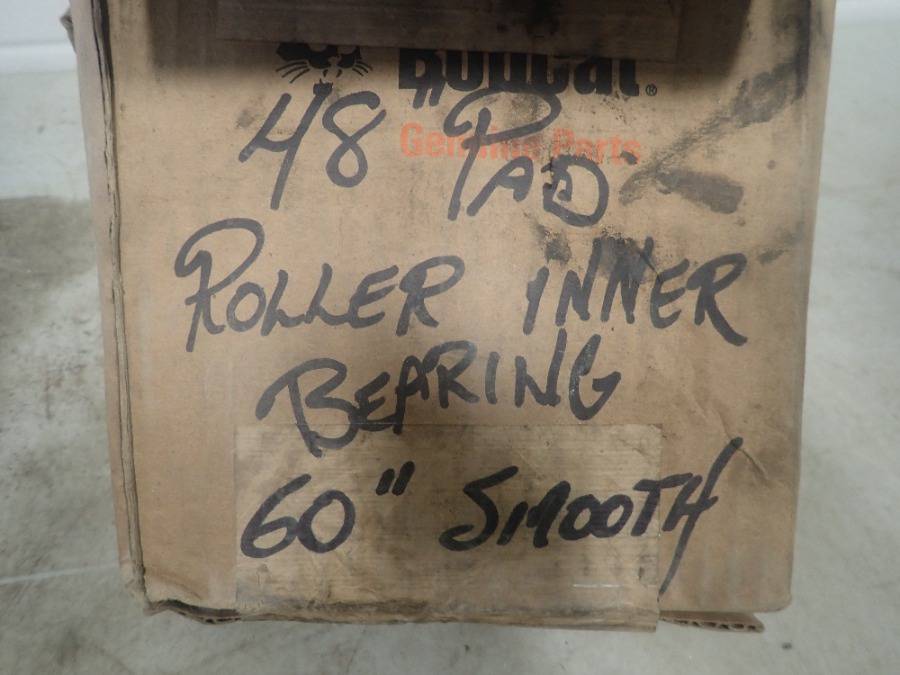 Bobcat®
Genuine Parts
48" PAD
ROLLER INNER
BEARING
60" SMOOTH